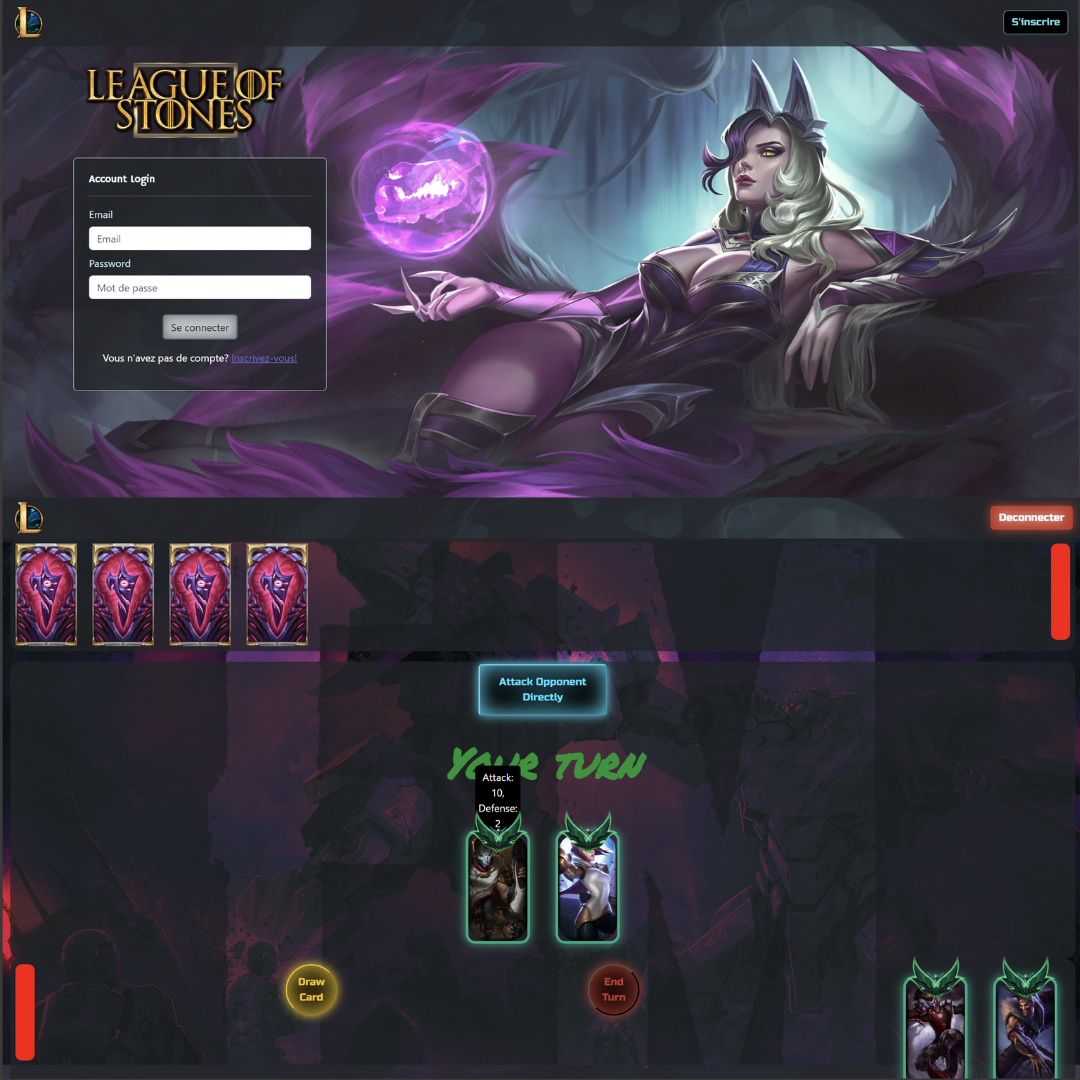 S'inscrire
LEAGUE OF
STONES
Account Login
Email
Email
Password
Mot de passe
Se connecter
Vous n'avez pas de compte? Inscrivez-vous!
Deconnecter
Attack Opponent
Directly
Your turn
Attack:
10,
Defense:
2
Draw
Card
End
Turn